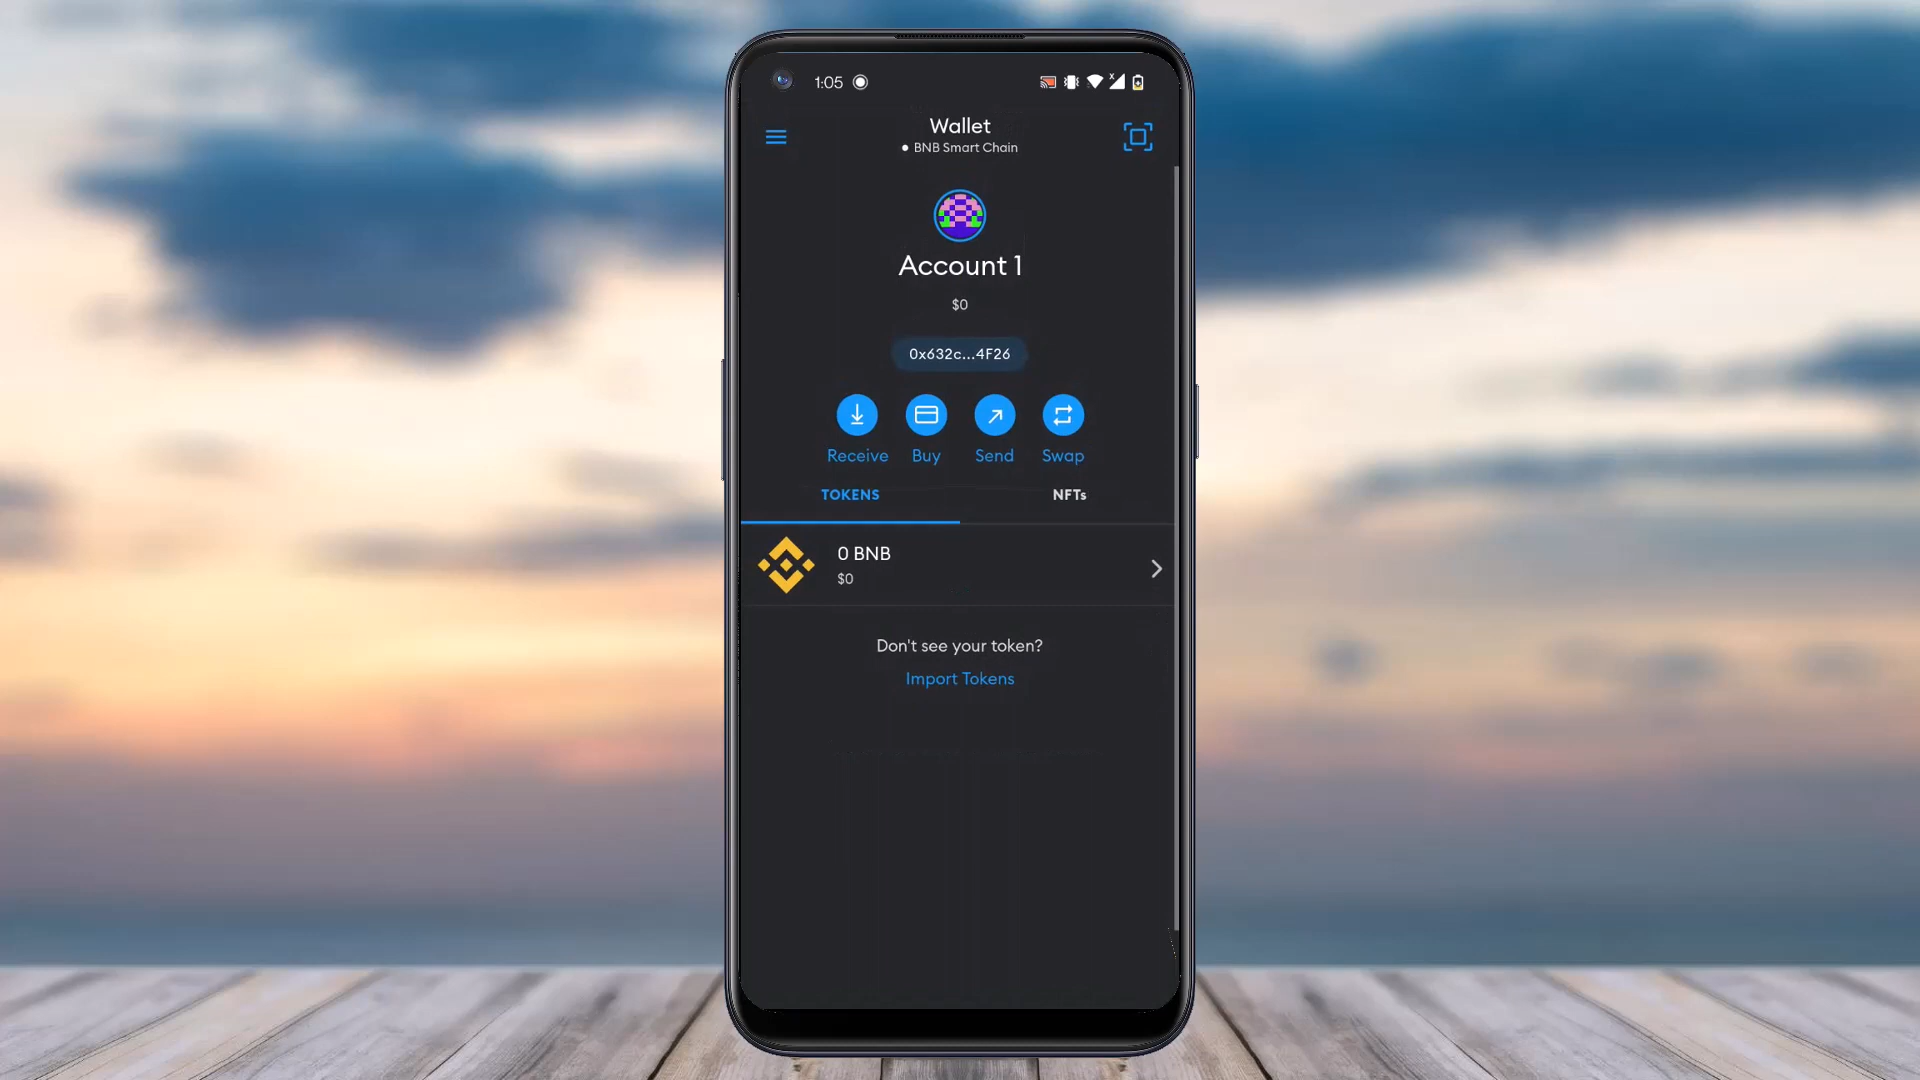 1:05
Wallet
BNB Smart Chain
Account 1
$0
0x632c...4F26
Receive Buy Send Swap
TOKENS NFTs
0 BNB
$0
Don't see your token?
Import Tokens